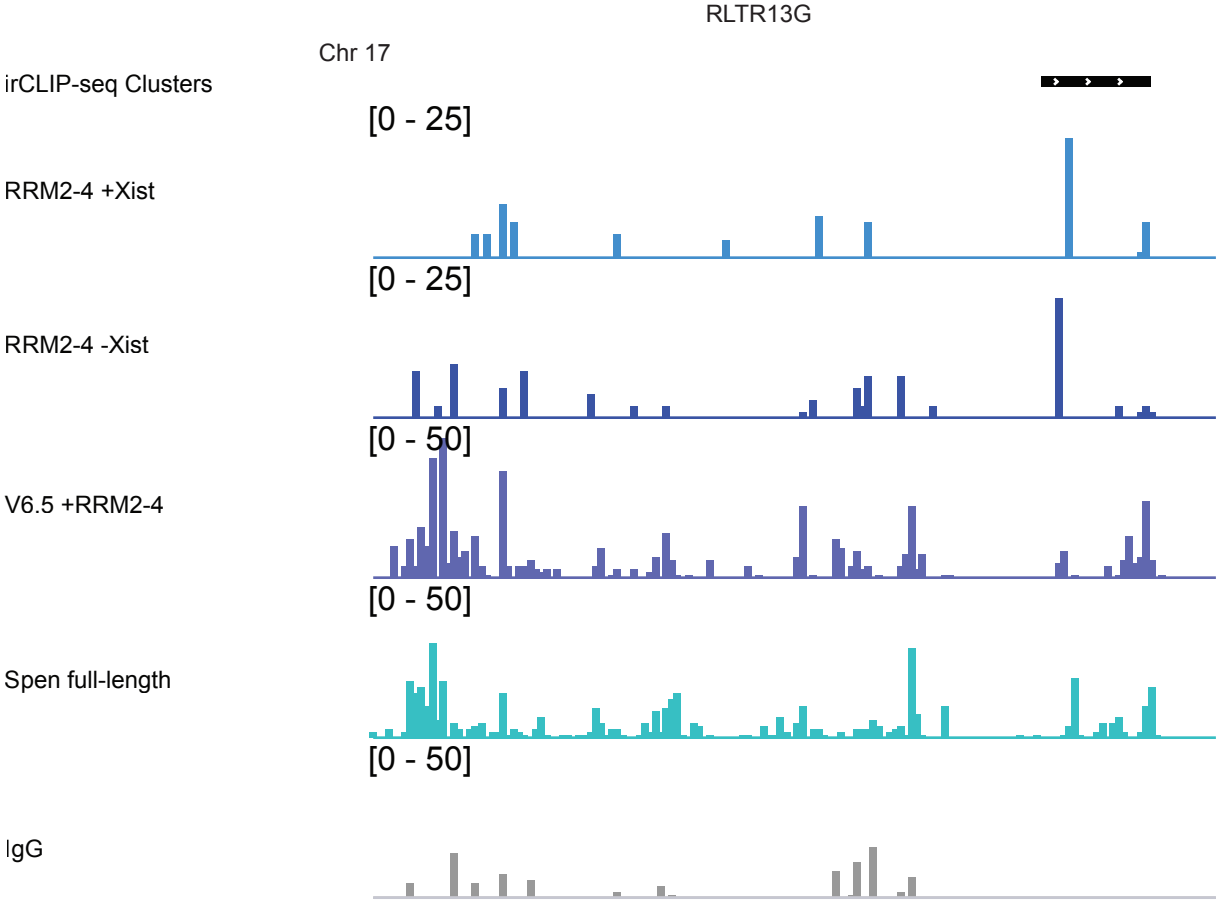 RLTR13G
Chr 17
irCLIP-seq Clusters
[0 - 25]
RRM2-4 +Xist
[0 - 25]
RRM2-4 -Xist
[0 - 50]
V6.5 +RRM2-4
[0 - 50]
Spen full-length
[0 - 50]
IgG